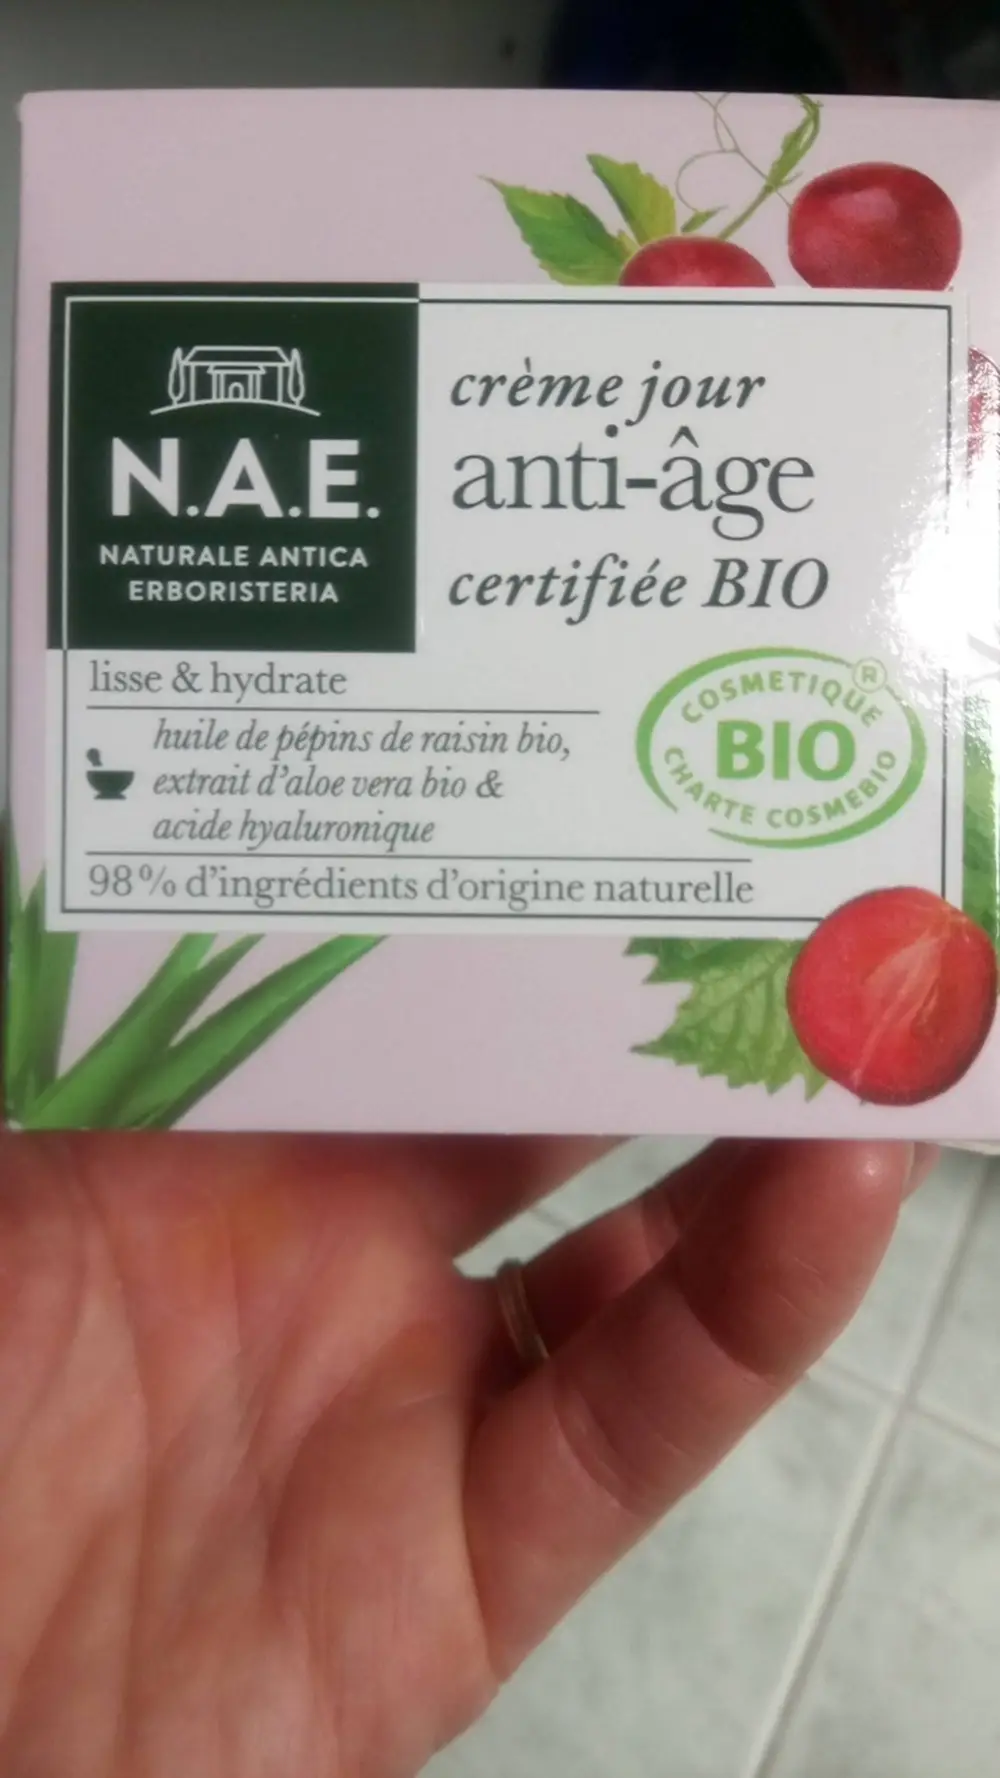 N.A.E.
NATURALE ANTICA
ERBORISTERIA
crème jour
anti-âge
certifiée BIO
lisse & hydrate
huile de pépins de raisin bio,
extrait d'aloe vera bio &
acide hyaluronique
98% d'ingrédients d'origine naturelle
COSMETIQUE ®
BIO
CHARTE COSMEBIO